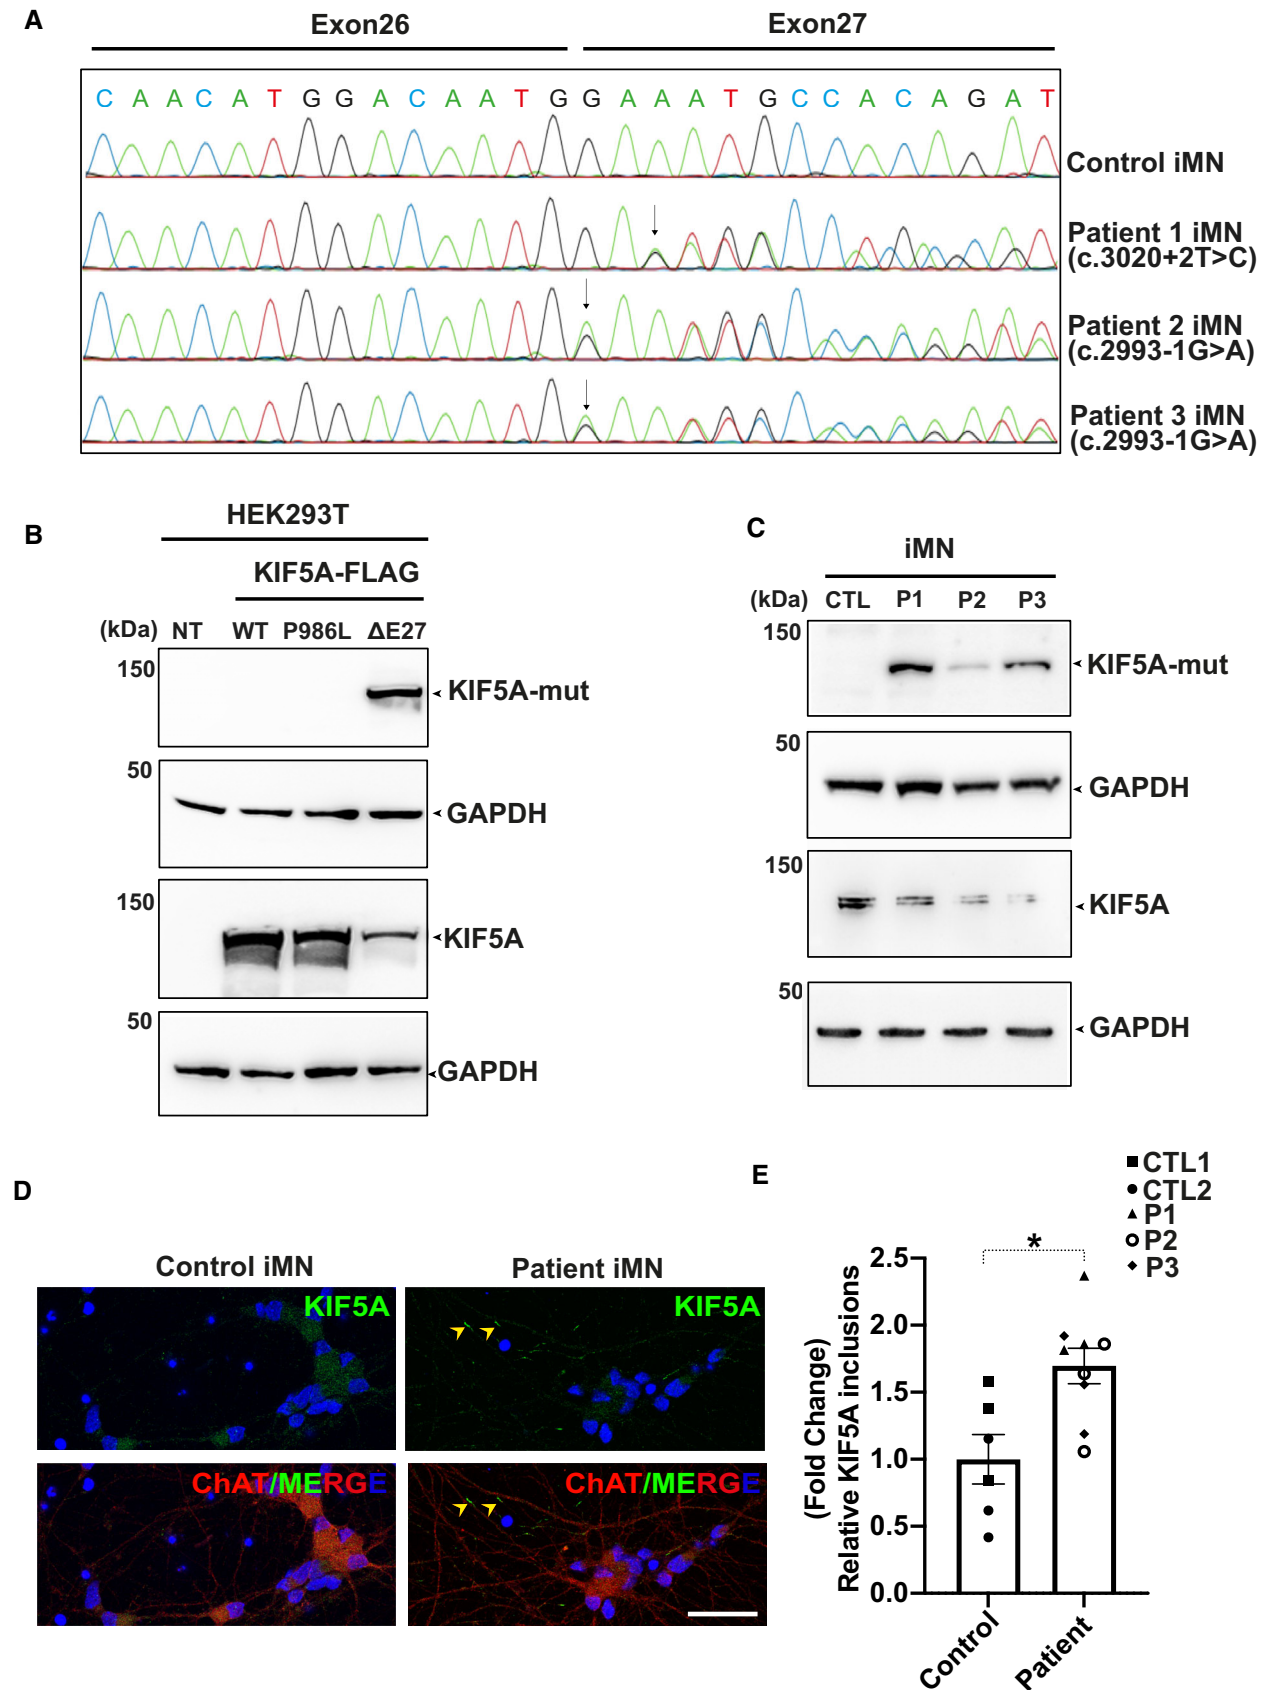 A
Exon26 Exon27
C A A C A T G G A C A A T G G A A A T G C C A C A G A T
Control iMN
Patient 1 iMN
(c.3020+2T>C)
Patient 2 iMN
(c.2993-1G>A)
Patient 3 iMN
(c.2993-1G>A)
B
HEK293T
KIF5A-FLAG
(kDa) NT WT P986L ΔE27
150
KIF5A-mut
50
GAPDH
150
KIF5A
50
GAPDH
C
iMN
(kDa) CTL P1 P2 P3
150
KIF5A-mut
50
GAPDH
150
KIF5A
50
GAPDH
D
Control iMN Patient iMN
KIF5A KIF5A
ChAT/MERGE ChAT/MERGE
E
CTL1
CTL2
P1
P2
P3
*
(Fold Change)
Relative KIF5A inclusions
2.5
2.0
1.5
1.0
0.5
0.0
Control
Patient